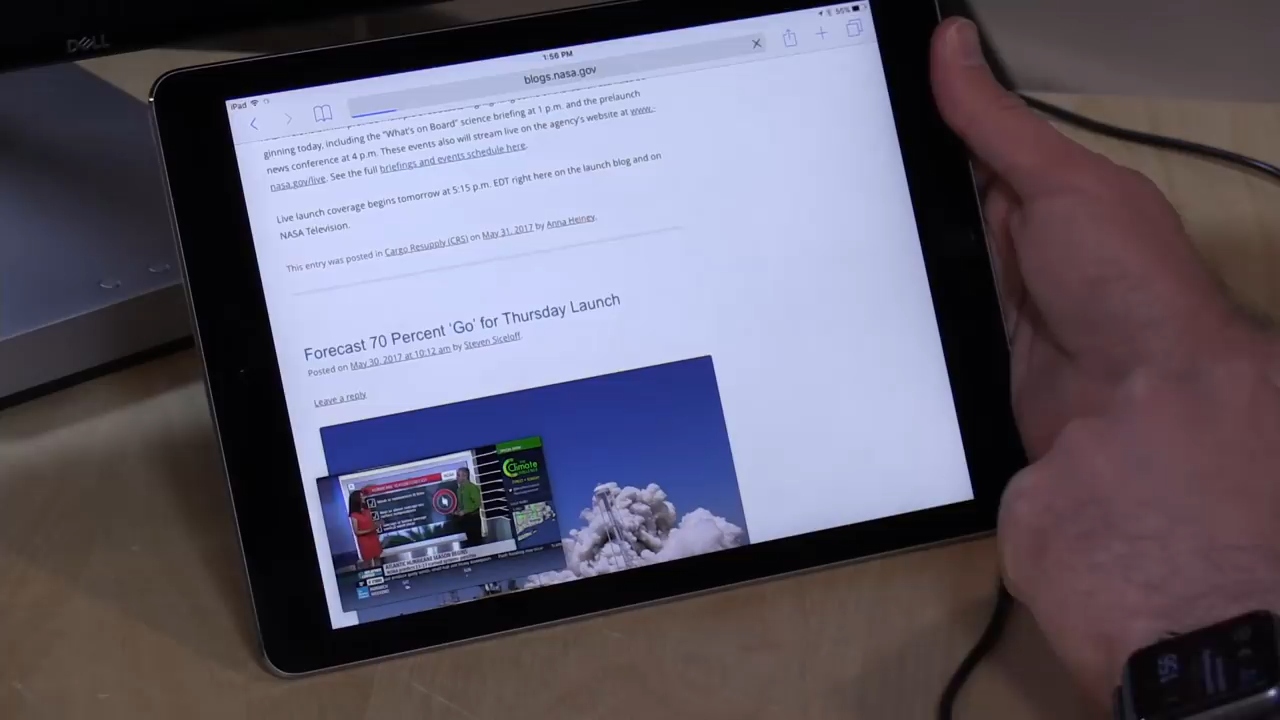 DELL
iPad
1:56 PM
55%
blogs.nasa.gov
ginning today, including the "What's on Board" science briefing at 1 p.m. and the prelaunch
news conference at 4 p.m. These events also will stream live on the agency's website at www.
nasa.gov/live. See the full briefings and events schedule here.
Live launch coverage begins tomorrow at 5:15 p.m. EDT right here on the launch blog and on
NASA Television.
This entry was posted in Cargo Resupply (CRS) on May 31, 2017 by Anna Heiney.
Forecast 70 Percent 'Go' for Thursday Launch
Posted on May 30, 2017 at 10:12 am by Steven Siceloff.
Leave a reply
Climate
ATLANTIC HURRICANE SEASON BEGINS